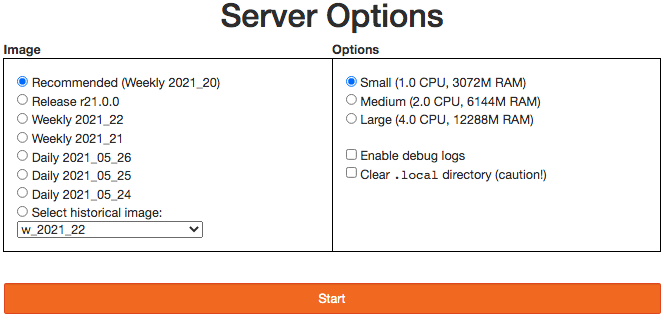 Server Options
Image
Options
Recommended (Weekly 2021_20)
Release r21.0.0
Weekly 2021_22
Weekly 2021_21
Daily 2021_05_26
Daily 2021_05_25
Daily 2021_05_24
Select historical image:
w_2021_22
Small (1.0 CPU, 3072M RAM)
Medium (2.0 CPU, 6144M RAM)
Large (4.0 CPU, 12288M RAM)
Enable debug logs
Clear .local directory (caution!)
Start